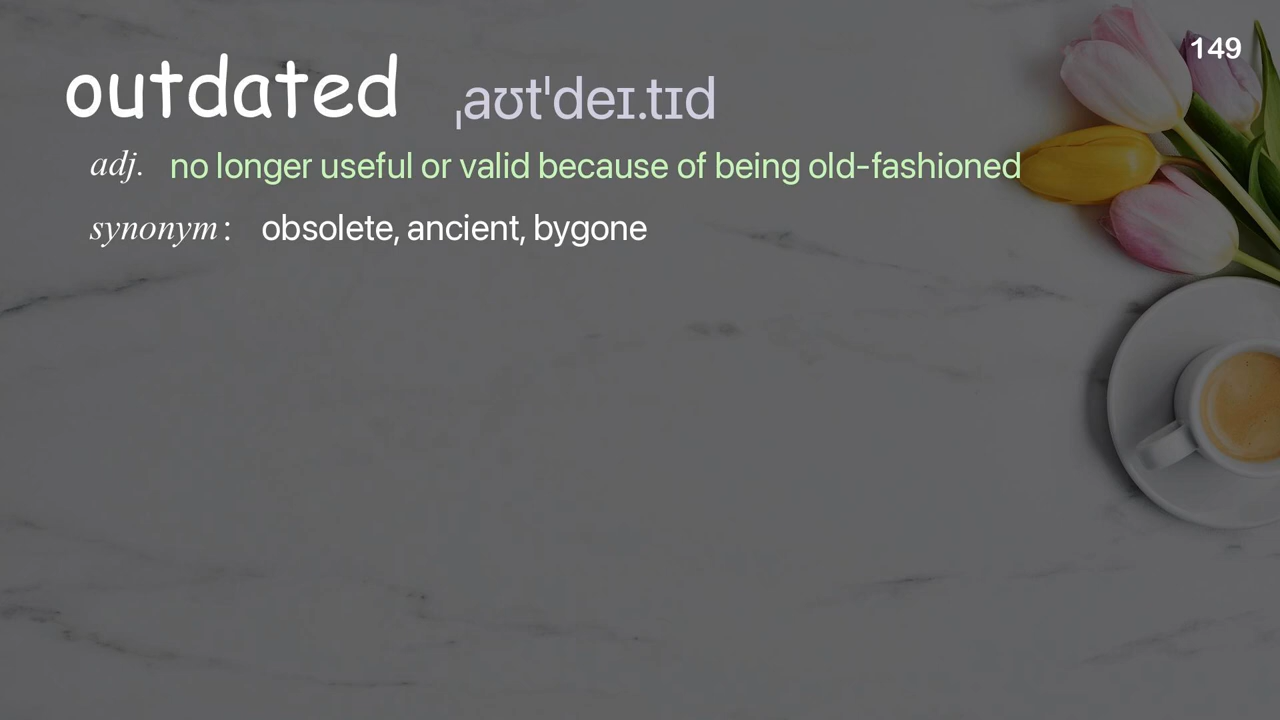 149
outdated ˌaʊtˈdeɪ.tɪd
adj. no longer useful or valid because of being old-fashioned
synonym: obsolete, ancient, bygone